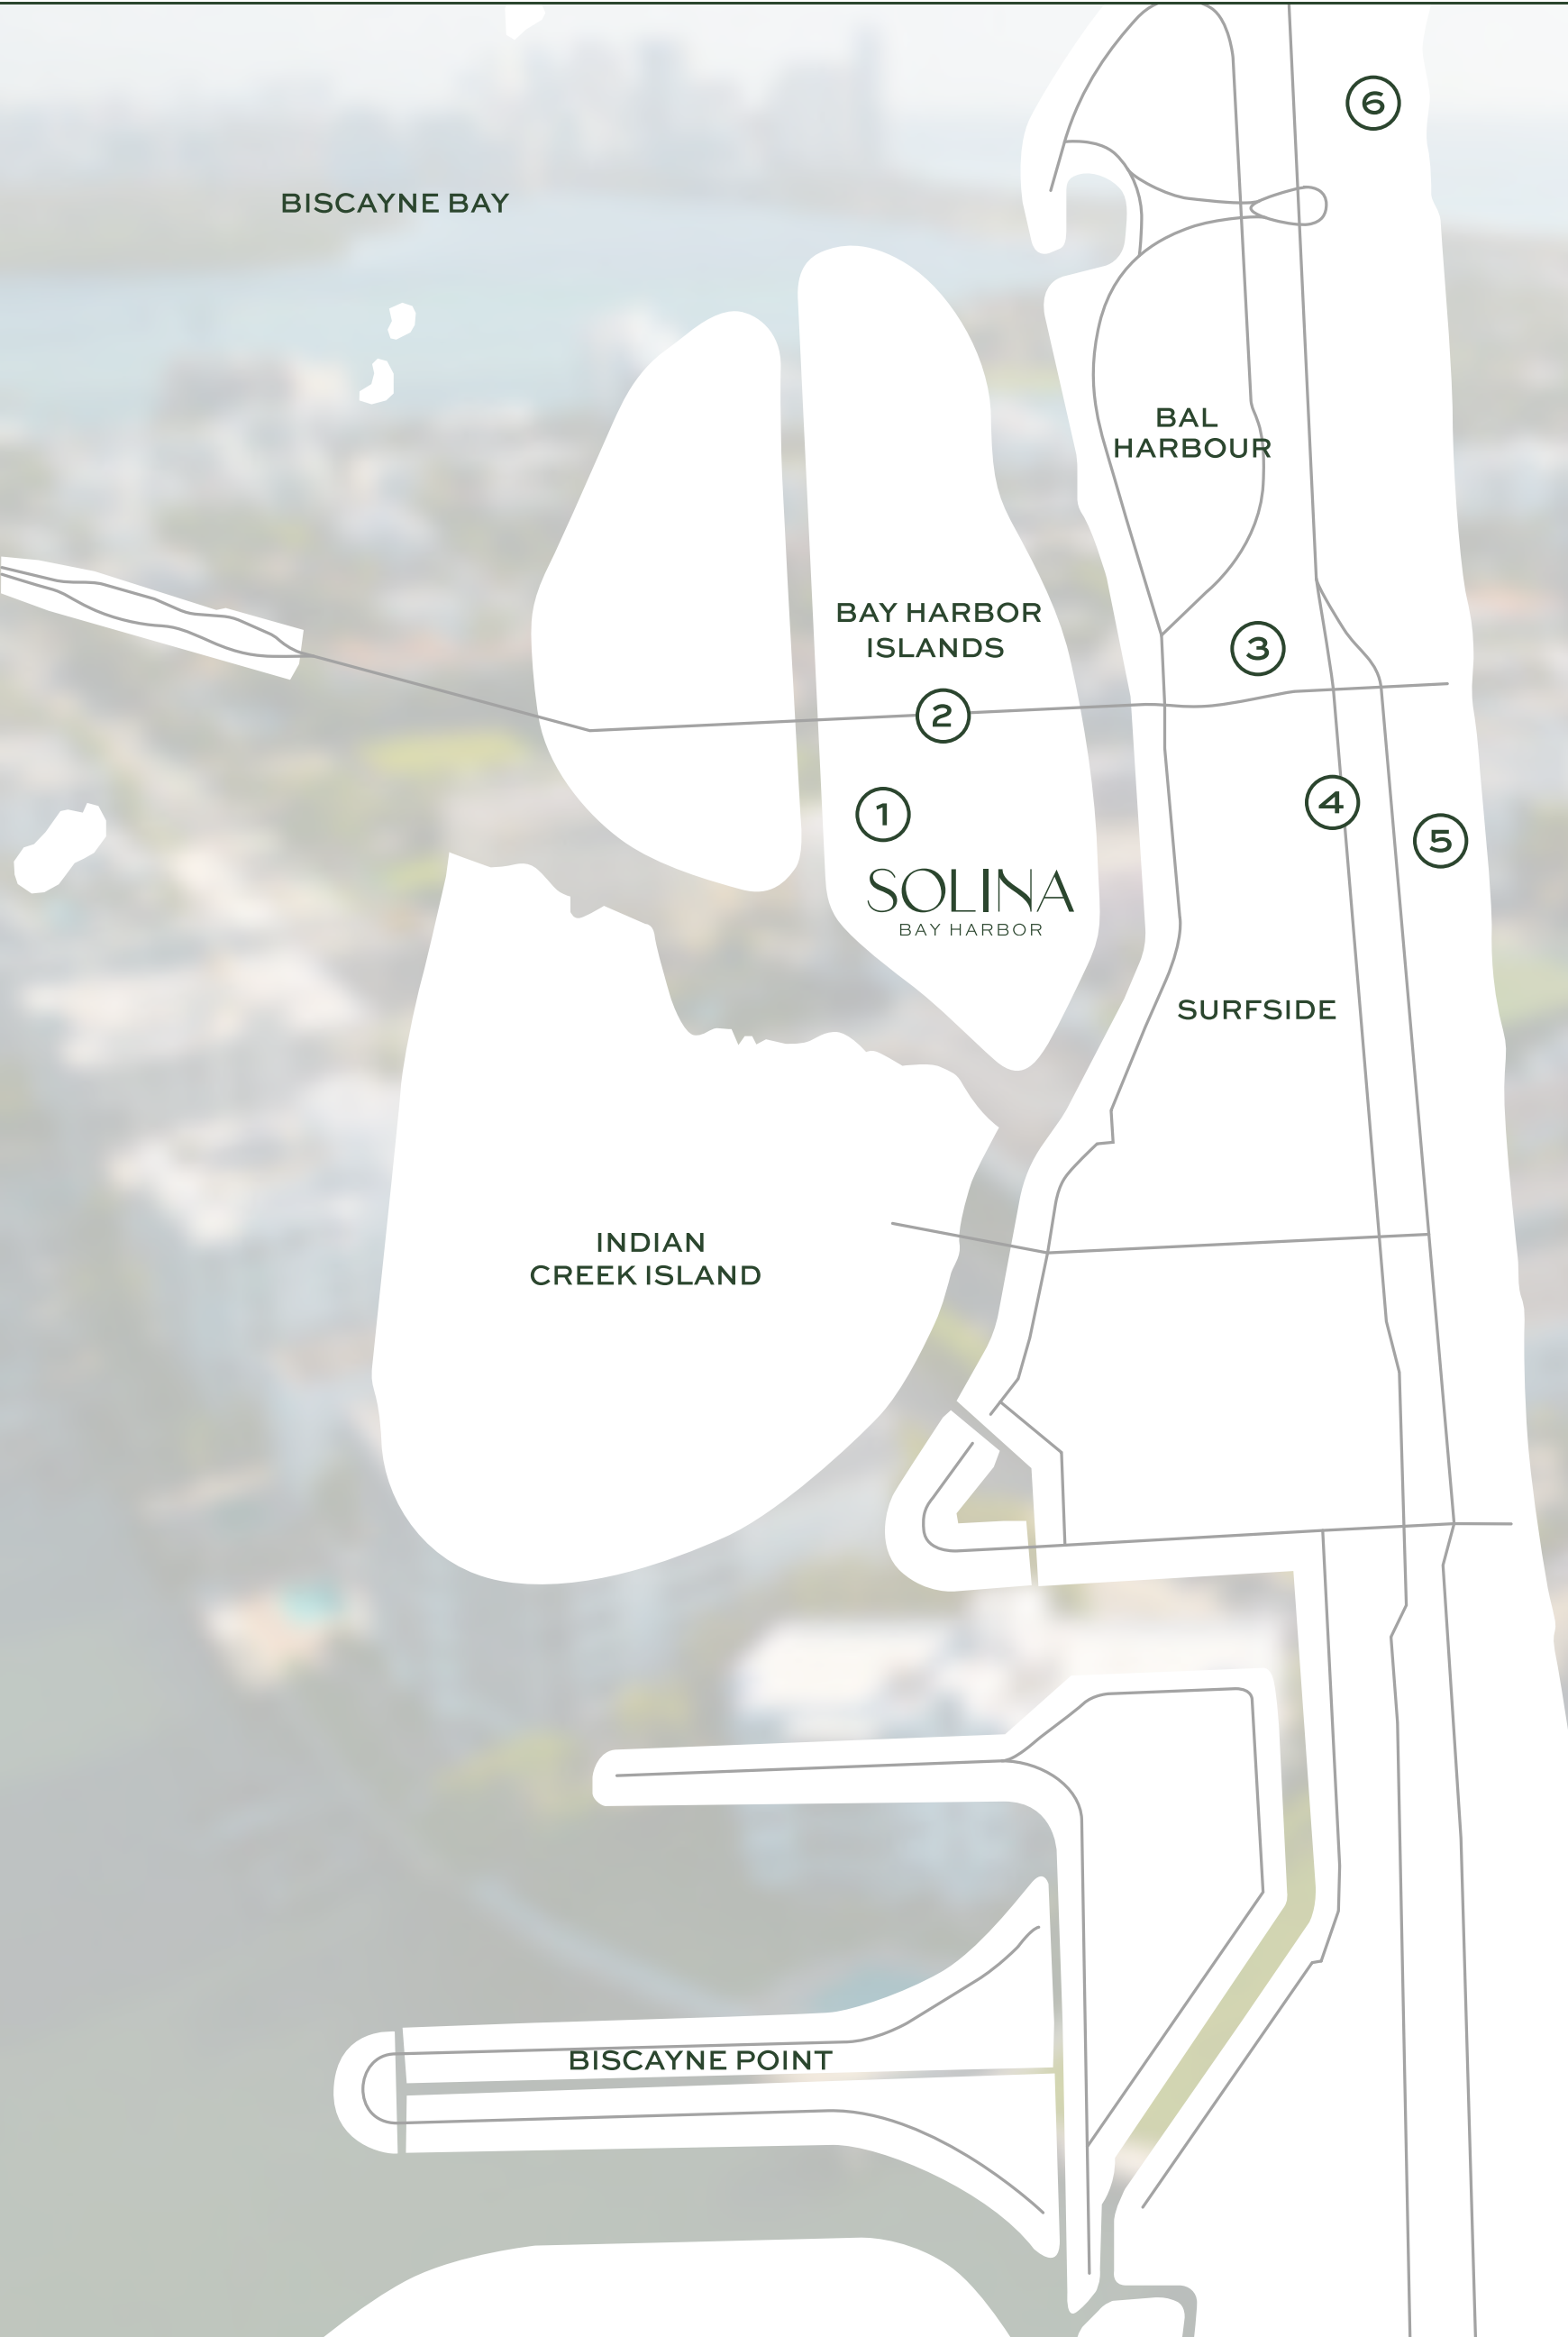 6
BISCAYNE BAY
BAL
HARBOUR
BAY HARBOR
ISLANDS
3
2
4
1
5
SOLINA
BAY HARBOR
SURFSIDE
INDIAN
CREEK ISLAND
BISCAYNE POINT